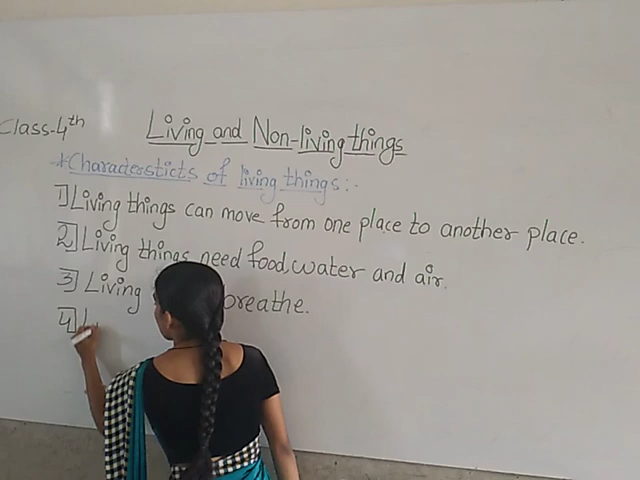 Class-4th
Living and Non-living things
*Charactersticts of living things:-
1] Living things can move from one place to another place.
2] Living things need food, water and air.
3] Living breathe.
4] L